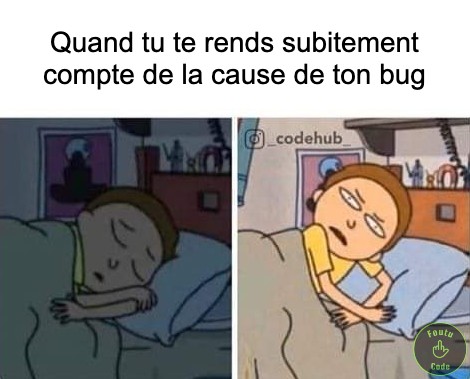 Quand tu te rends subitement
compte de la cause de ton bug
_codehub_
Foutu
Code